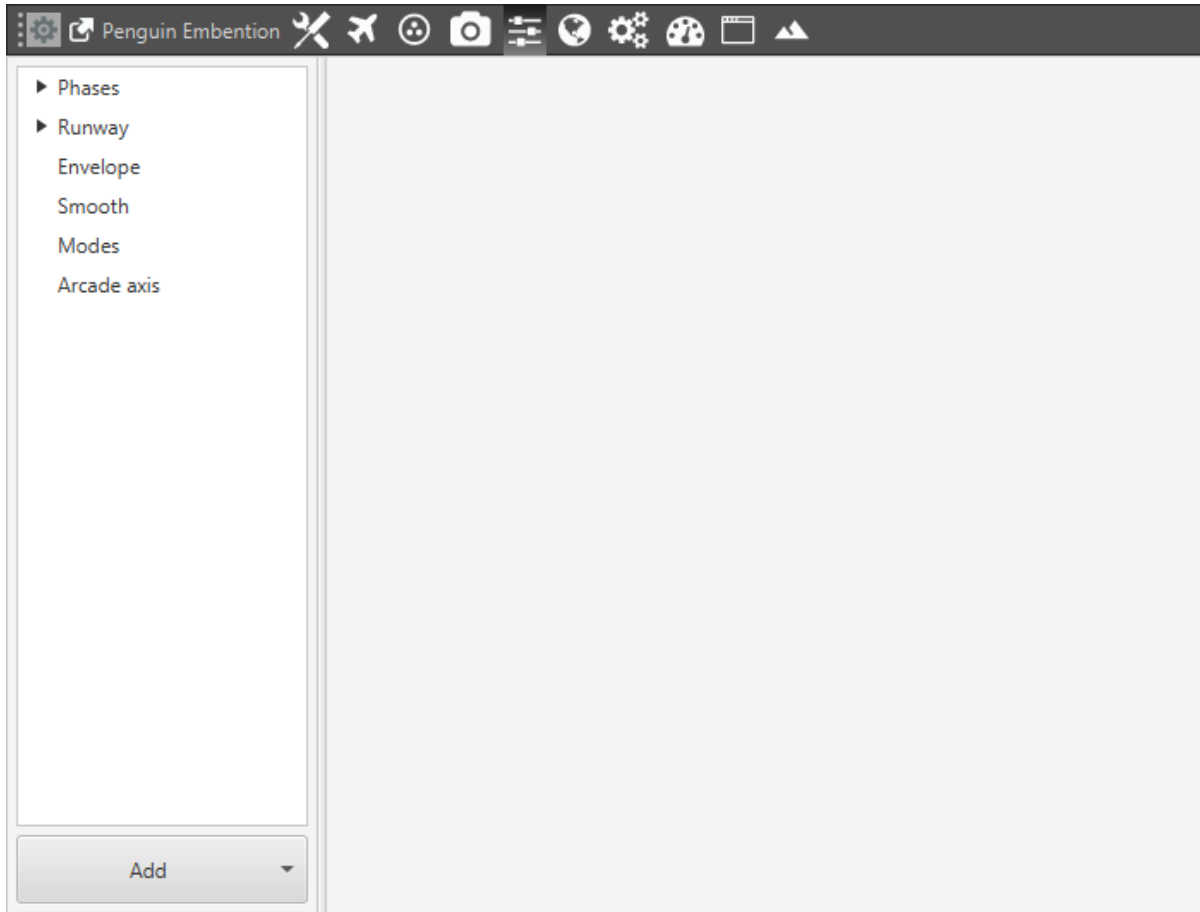 Penguin Embention
Phases
Runway
Envelope
Smooth
Modes
Arcade axis
Add